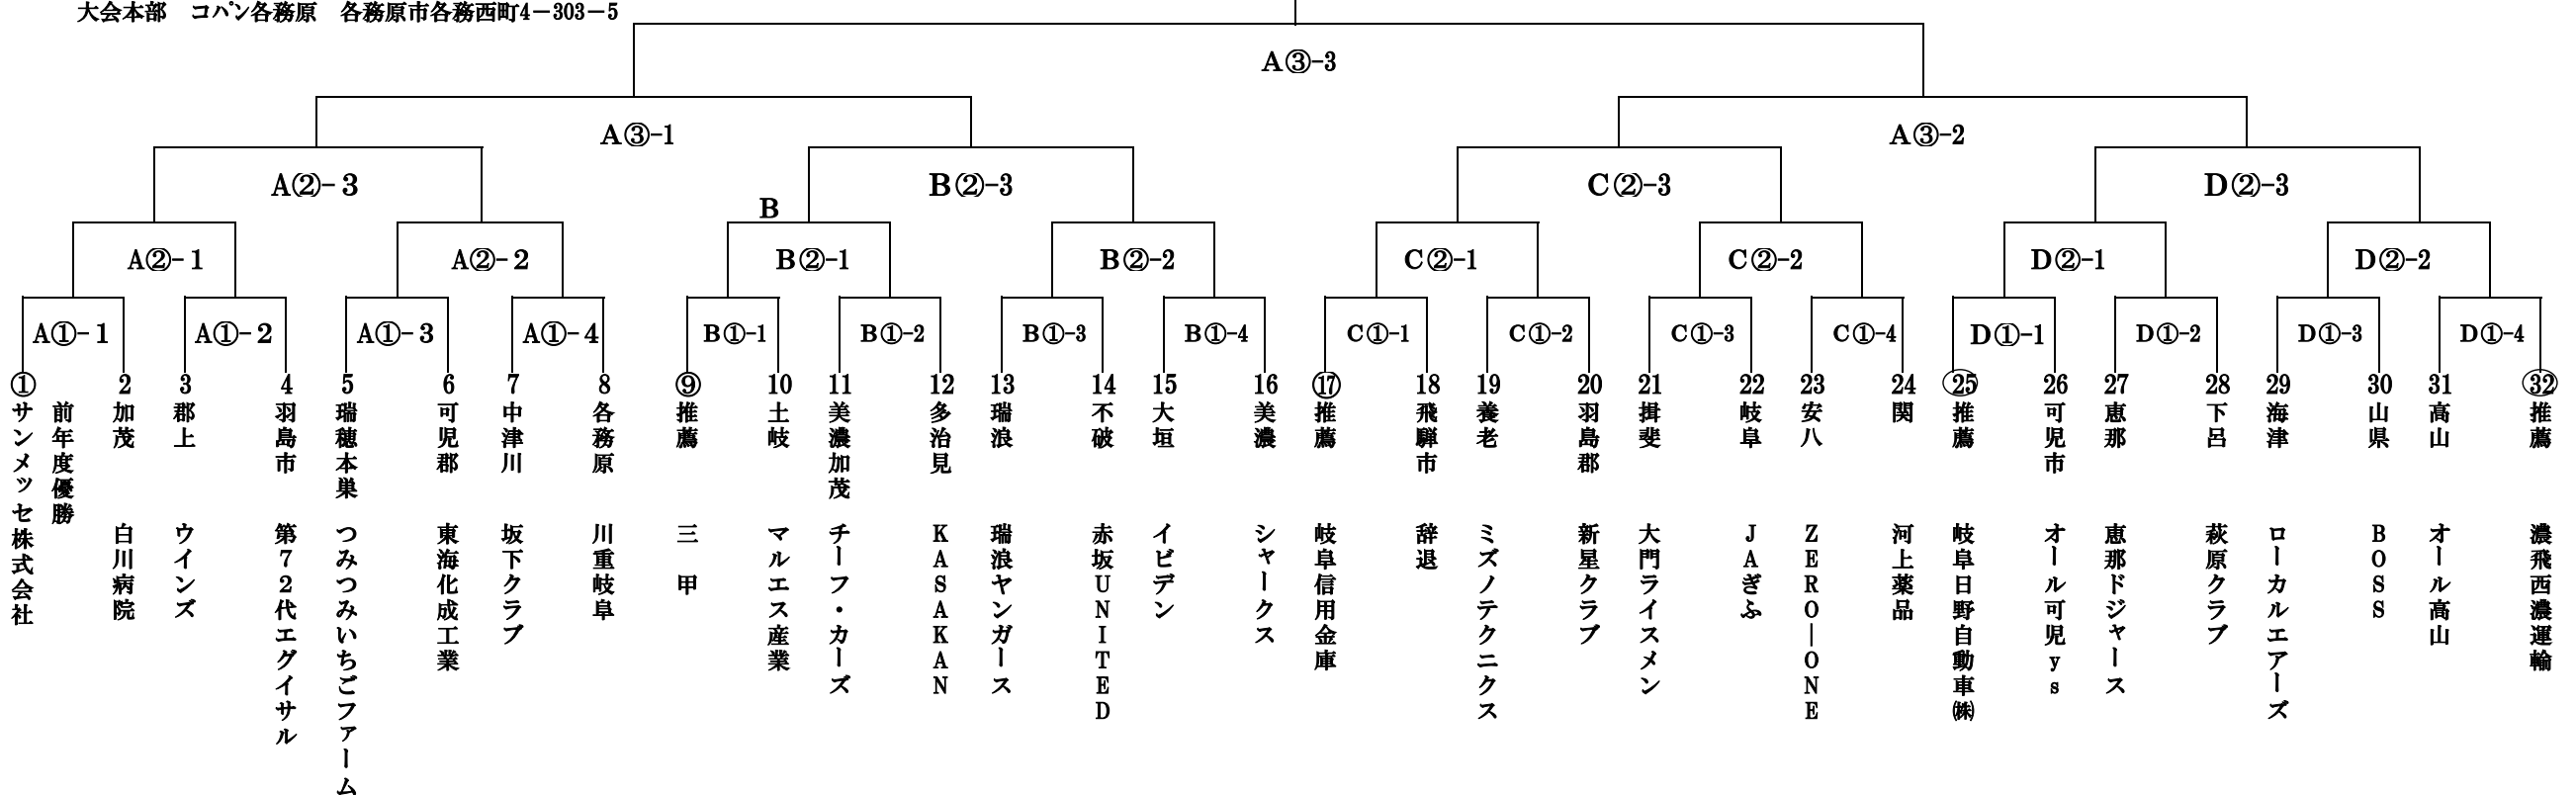 大会本部　コパン各務原　各務原市各務西町4－303－5
A③-3
A③-1
A③-2
A②-３
B②-3
C②-3
D②-3
B
A②-１
A②-２
B②-1
B②-2
C②-1
C②-2
D②-1
D②-2
A①-１
A①-２
A①-３
A①-４
B①-1
B①-2
B①-3
B①-4
C①-1
C①-2
C①-3
C①-4
D①-1
D①-2
D①-3
D①-4
① サンメッセ株式会社
前年度優勝
2 加茂 白川病院
3 郡上 ウインズ
4 羽島市 第７２代エグイサル
5 瑞穂本巣 つみつみいちごファーム
6 可児郡 東海化成工業
7 中津川 坂下クラブ
8 各務原 川重岐阜
⑨ 推薦 三　甲
10 土岐 マルエス産業
11 美濃加茂 チーフ・カーズ
12 多治見 ＫＡＳＡＫＡＮ
13 瑞浪 瑞浪ヤンガース
14 不破 赤坂ＵＮＩＴＥＤ
15 大垣 イビデン
16 美濃 シャークス
⑰ 推薦 岐阜信用金庫
18 飛騨市 辞退
19 養老 ミズノテクニクス
20 羽島郡 新星クラブ
21 揖斐 大門ライスメン
22 岐阜 ＪＡぎふ
23 安八 ＺＥＲＯ―ＯＮＥ
24 関 河上薬品
㉕ 推薦 岐阜日野自動車㈱
26 可児市 オール可児ｙｓ
27 恵那 恵那ドジャース
28 下呂 萩原クラブ
29 海津 ローカルエアーズ
30 山県 ＢＯＳＳ
31 高山 オール高山
㉜ 推薦 濃飛西濃運輸